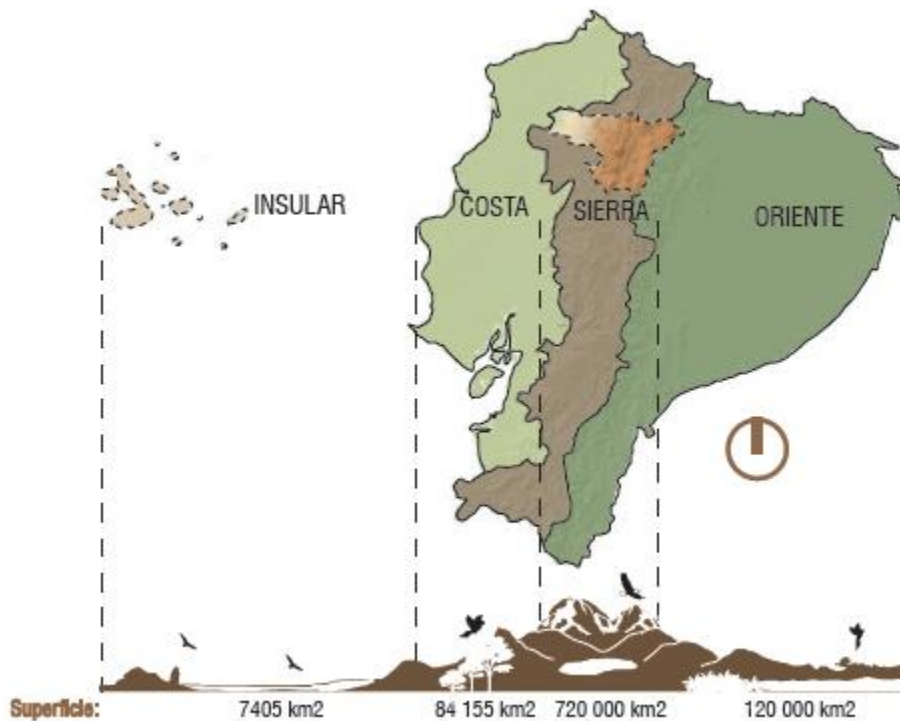 INSULAR
COSTA
SIERRA
ORIENTE
Superficie: 7405 km2 84 155 km2 720 000 km2 120 000 km2